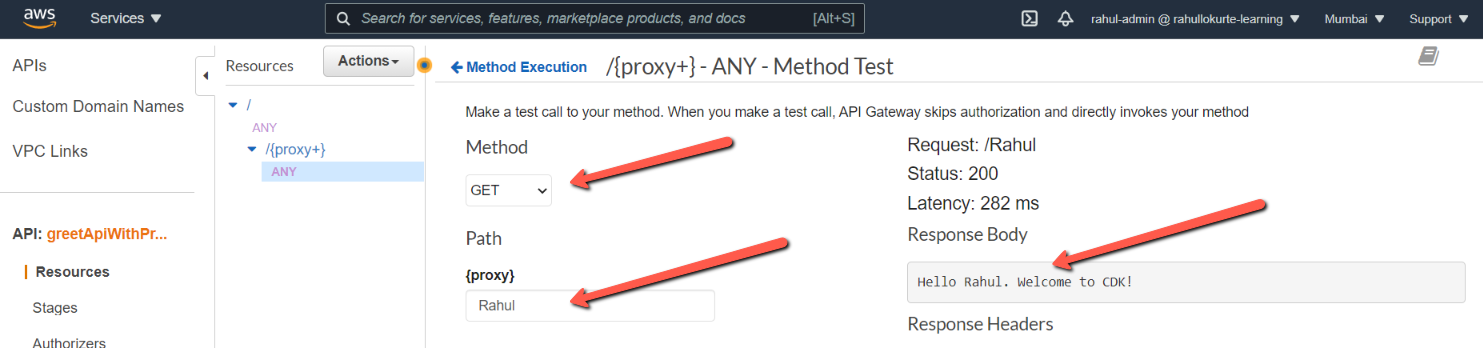 aws
Services
Search for services, features, marketplace products, and docs
[Alt+S]
rahul-admin @ rahullokurte-learning
Mumbai
Support
APIs
Custom Domain Names
VPC Links
API: greetApiWithPr...
Resources
Stages
Authorizers
Resources
Actions
/
ANY
/{proxy+}
ANY
Method Execution
/{proxy+} - ANY - Method Test
Make a test call to your method. When you make a test call, API Gateway skips authorization and directly invokes your method
Method
GET
Path
{proxy}
Rahul
Request: /Rahul
Status: 200
Latency: 282 ms
Response Body
Hello Rahul. Welcome to CDK!
Response Headers